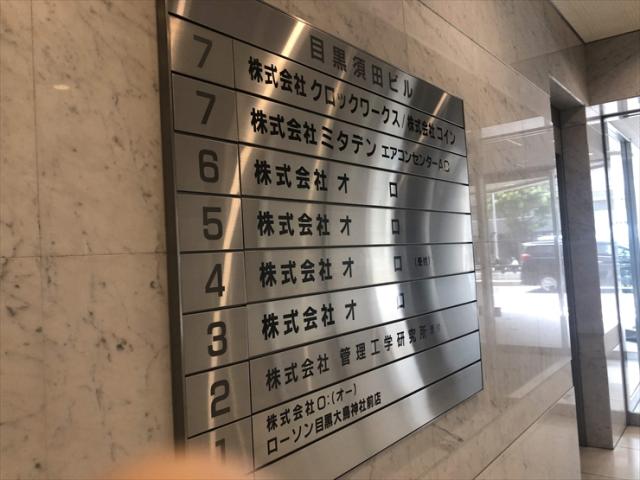 目黒須田ビル
7 株式会社クロックワークス/株式会社コイン
7 株式会社ミタテン エアコンセンターAC
6 株式会社 オ ロ
5 株式会社 オ ロ
4 株式会社 オ ロ (受付)
3 株式会社 オ ロ
2 株式会社 管理工学研究所
1 株式会社O:(オー)
ローソン目黒大鳥神社前店